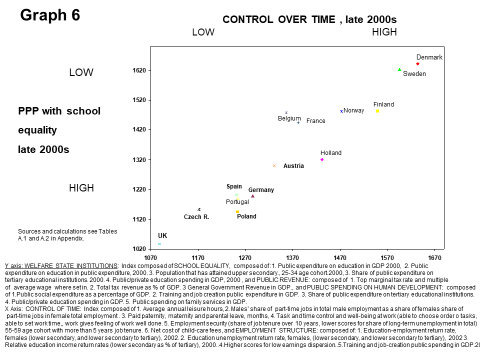 Graph 6
CONTROL OVER TIME , late 2000s
LOW HIGH
LOW
PPP with school
equality
late 2000s
HIGH
Sources and calculations see Tables
A.1 and A.2 in Appendix.
1620
1520
1420
1320
1220
1120
1020
Denmark
Sweden
Finland
Norway
Belgium
France
Holland
Austria
Spain
Germany
Portugal
Czech R.
Poland
UK
1070 1170 1270 1370 1470 1570 1670
Y axis: WELFARE STATE INSTITUTIONS: Index composed of SCHOOL EQUALITY, composed of: 1. Public expenditure on education in GDP 2000, 2. Public
expenditure on education in public expenditure, 2000. 3. Population that has attained upper secondary, 25-34 age cohort 2000, 3. Share of public expenditure on
tertiary educational institutions. 2000. 4. Public/private education spending in GDP, 2000, and PUBLIC REVENUE: composed of 1. Top marginal tax rate and multiple
of average wage where set in. 2. Total tax revenue as % of GDP. 3 General Government Revenue in GDP., and PUBLIC SPENDING ON HUMAN DEVELOPMENT: composed
of 1.Public social expenditure as a percentage of GDP. 2. Training and job creation public expenditure in GDP. 3. Share of public expenditure on tertiary educational institutions.
4. Public/private education spending in GDP. 5. Public spending on family services in GDP.
X Axis: CONTROL OF TIME: Index composed of 1. Average annual leisure hours, 2. Males' share of part-time jobs in total male employment as a share of females' share of
part-time jobs in female total employment. 3. Paid paternity, maternity and parental leave, months. 4. Task and time control and well-being at work (able to choose order o tasks,
able to set work time, work gives feeling of work well done. 5. Employment security (share of job tenure over 10 years, lower scores for share of long-term unemployment in total)
55-59 age cohort with more than 5 years in pension. 6. Net cost of child-care fees, and EMPLOYMENT STRUCTURE: composed of: 1. Education-employment return rate,
females (lower secondary, and lower to tertiary secondary), 2002. 2. Education unemployment return rate, females, (lower secondary, and lower to tertiary secondary), 2002 3
Relative education income return rates (lower secondary as % of tertiary), 2000. 4.Higher scores for lower earnings dispersion. 5.Training and job-creation public expenditure in